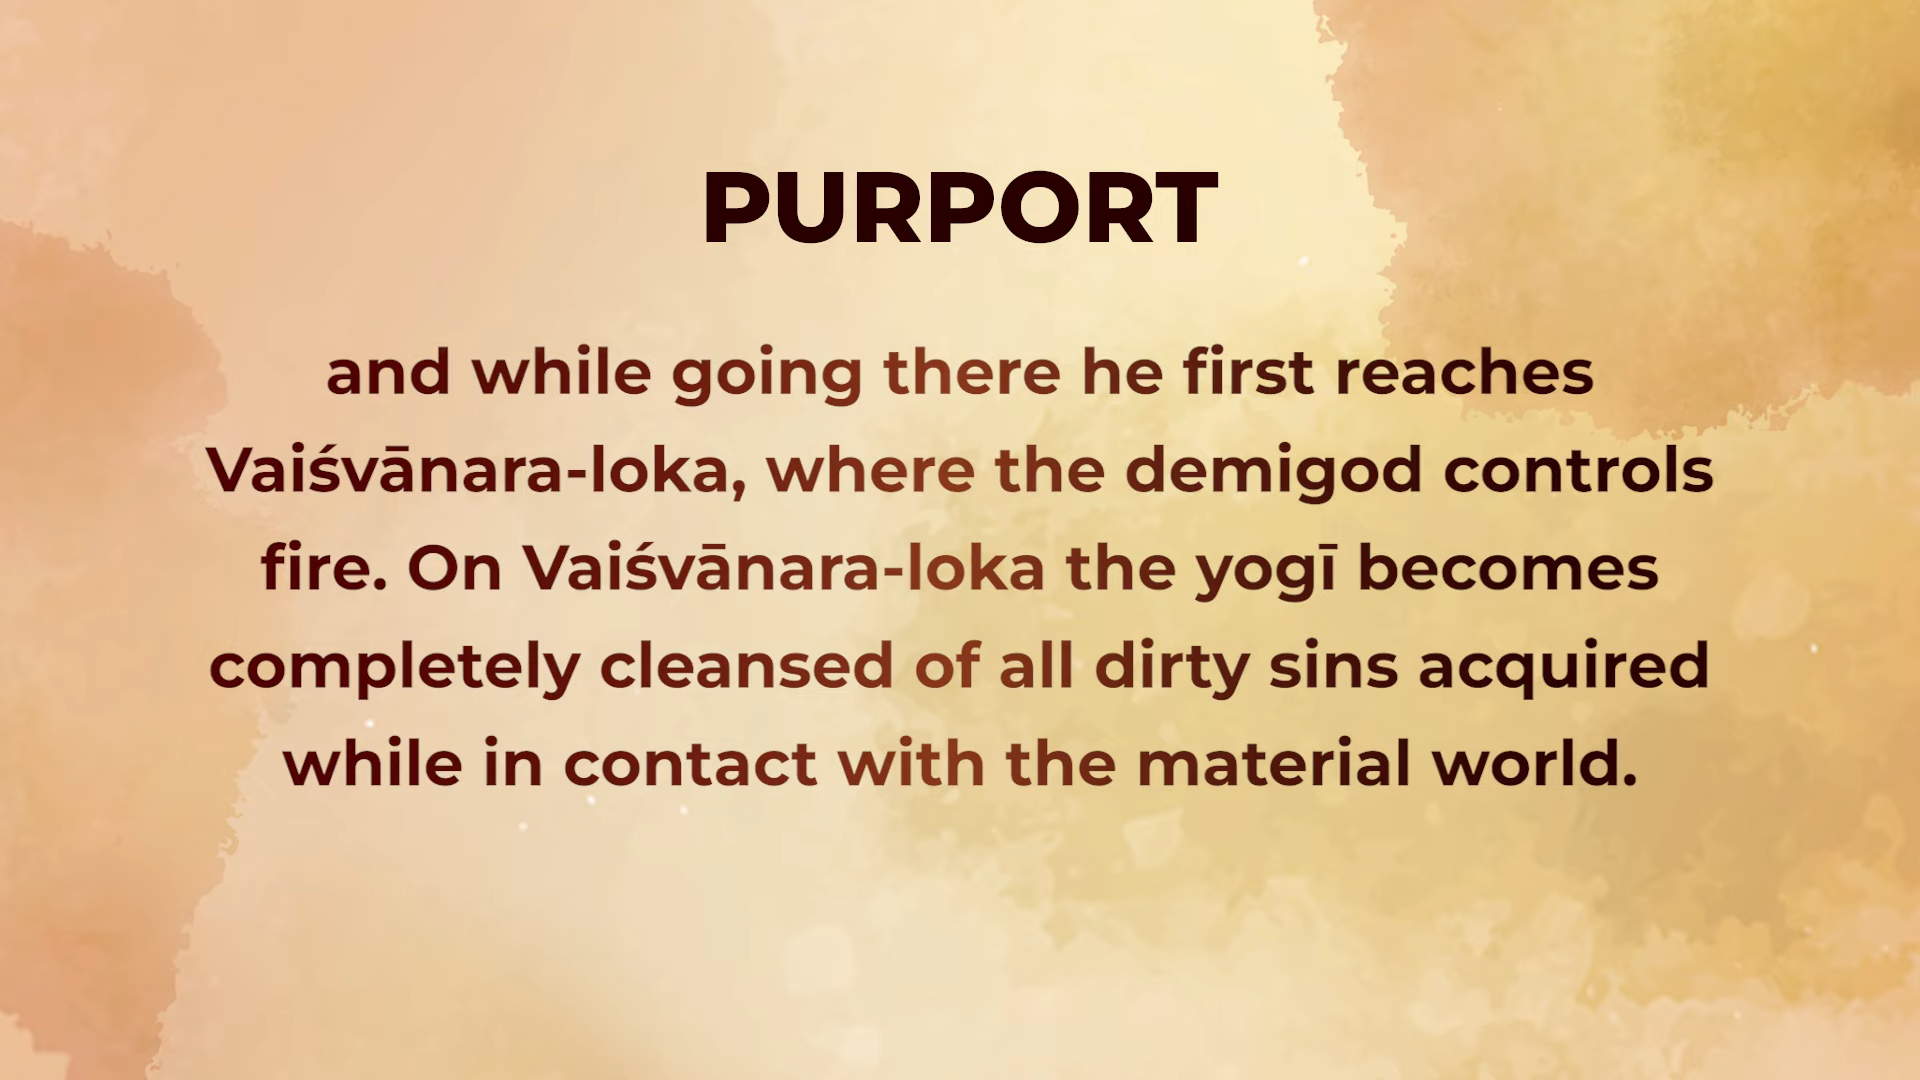 PURPORT
and while going there he first reaches
Vaiśvānara-loka, where the demigod controls
fire. On Vaiśvānara-loka the yogī becomes
completely cleansed of all dirty sins acquired
while in contact with the material world.